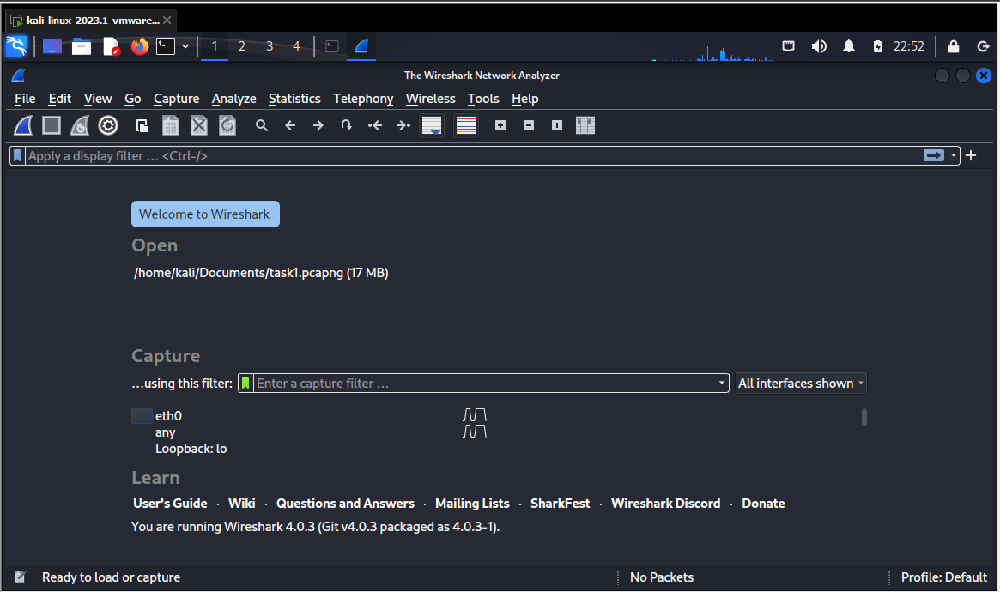 kali-linux-2023.1-vmware...
1 2 3 4 22:52
The Wireshark Network Analyzer
File Edit View Go Capture Analyze Statistics Telephony Wireless Tools Help
Apply a display filter ... <Ctrl-/>
Welcome to Wireshark
Open
/home/kali/Documents/task1.pcapng (17 MB)
Capture
...using this filter: Enter a capture filter ... All interfaces shown
eth0
any
Loopback: lo
Learn
User's Guide · Wiki · Questions and Answers · Mailing Lists · SharkFest · Wireshark Discord · Donate
You are running Wireshark 4.0.3 (Git v4.0.3 packaged as 4.0.3-1).
Ready to load or capture No Packets Profile: Default